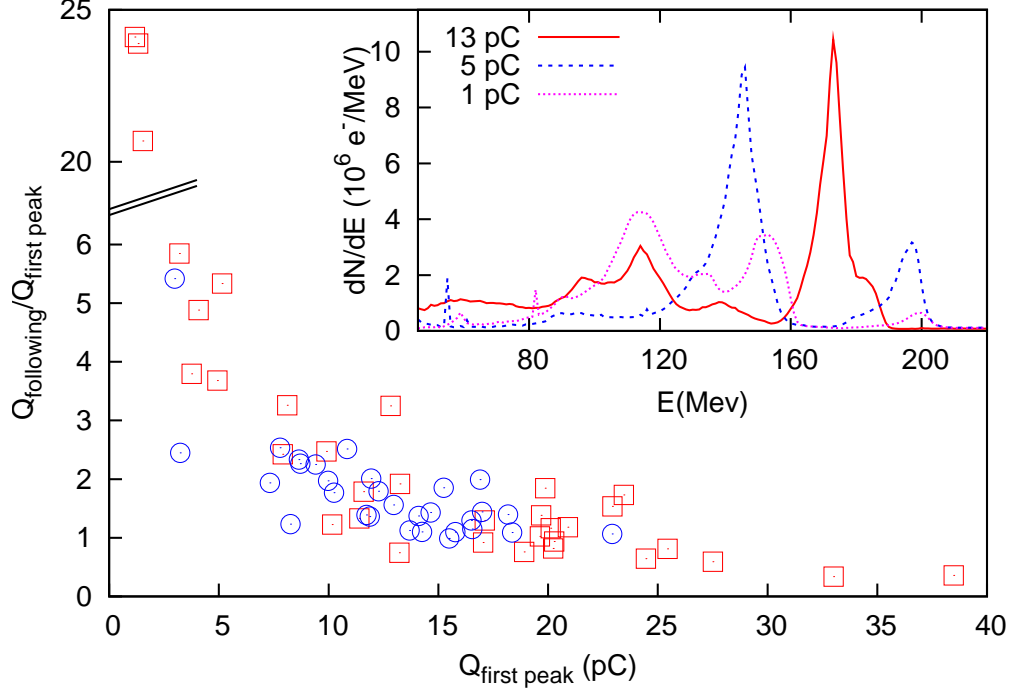 25
20
6
5
4
3
2
1
0
Q_following/Q_first peak
0 5 10 15 20 25 30 35 40
Q_first peak (pC)
13 pC
5 pC
1 pC
10
8
6
4
2
0
dN/dE (10^6 e^-/MeV)
80 120 160 200
E(Mev)